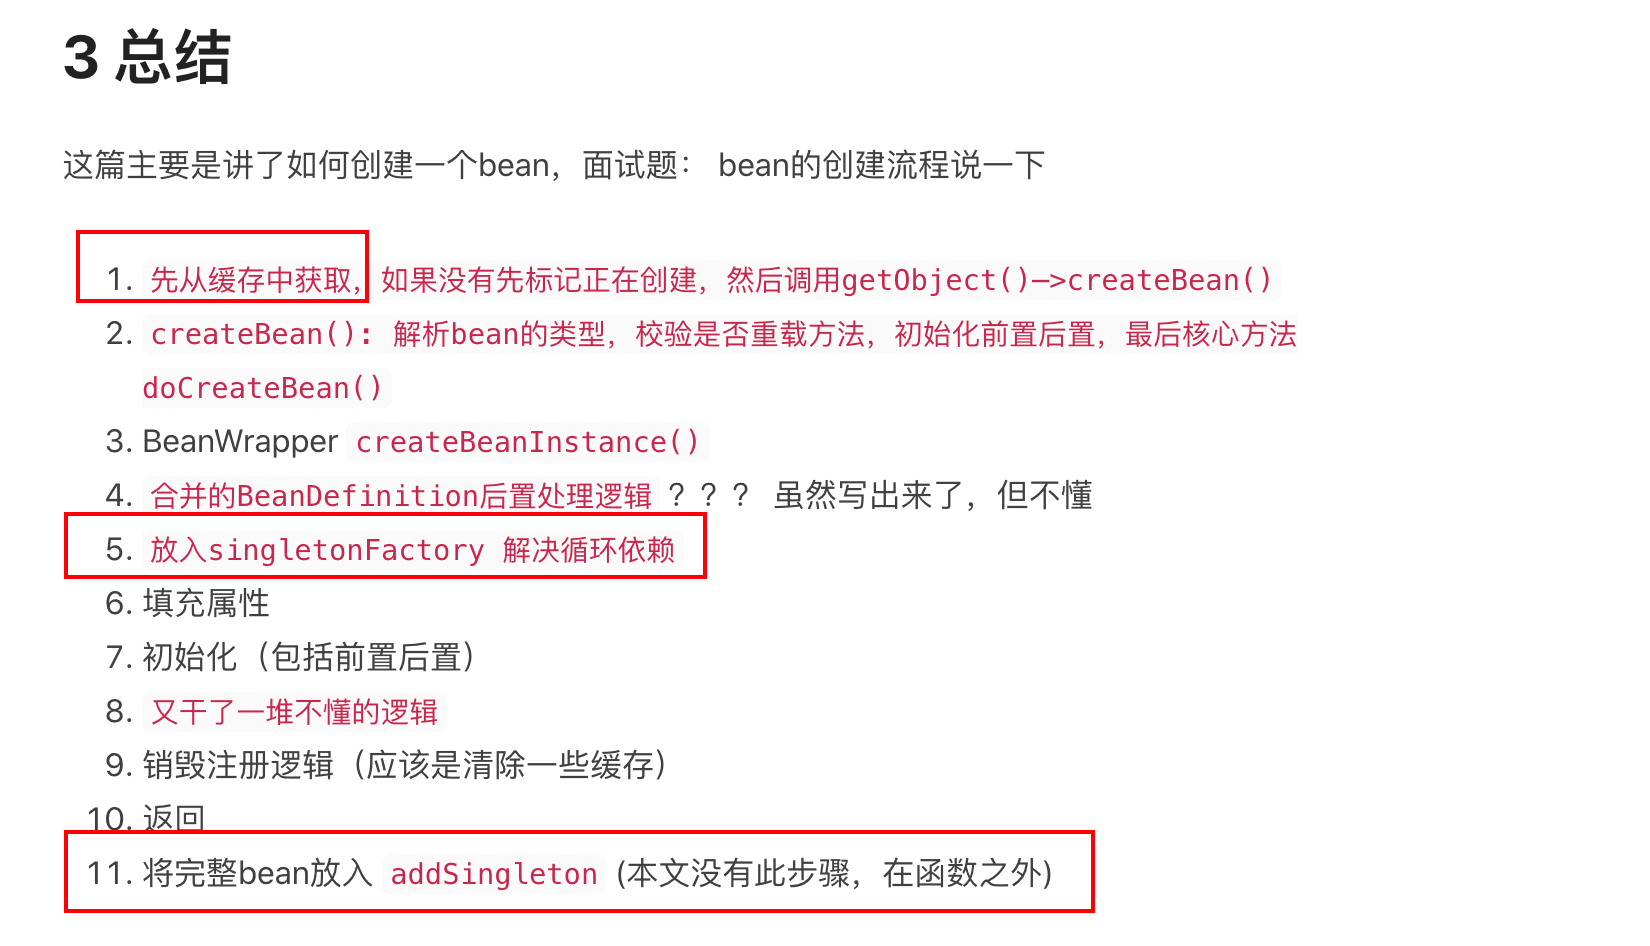 3 总结
这篇主要是讲了如何创建一个bean，面试题： bean的创建流程说一下
1. 先从缓存中获取，如果没有先标记正在创建，然后调用getObject()—>createBean()
2. createBean(): 解析bean的类型，校验是否重载方法，初始化前置后置，最后核心方法
doCreateBean()
3. BeanWrapper createBeanInstance()
4. 合并的BeanDefinition后置处理逻辑 ？？？ 虽然写出来了，但不懂
5. 放入singletonFactory 解决循环依赖
6. 填充属性
7. 初始化（包括前置后置）
8. 又干了一堆不懂的逻辑
9. 销毁注册逻辑（应该是清除一些缓存）
10. 返回
11. 将完整bean放入 addSingleton (本文没有此步骤，在函数之外)